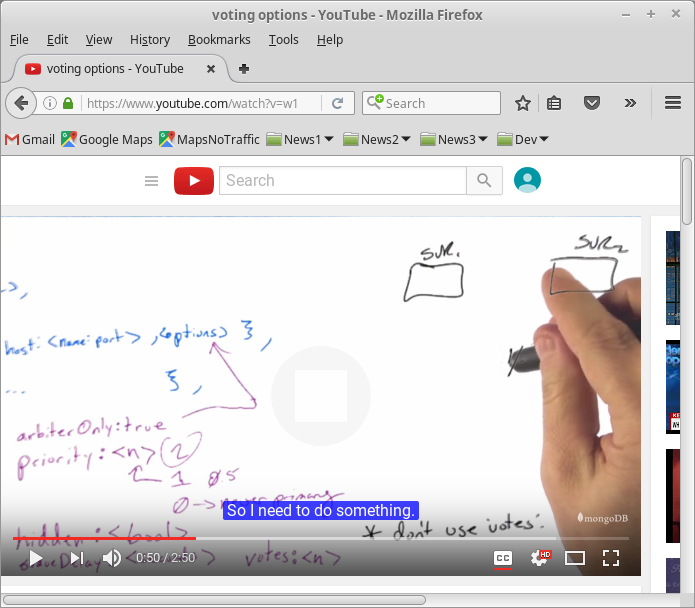 voting options - YouTube - Mozilla Firefox
File Edit View History Bookmarks Tools Help
voting options - YouTube
https://www.youtube.com/watch?v=w1
Search
Gmail Google Maps MapsNoTraffic News1 News2 News3 Dev
Search
SVR1
SVR2
host: <name:port> , <options> } ,
...
} ,
arbiterOnly: true
priority: <n> 2
1 0.5
0 -> never primary
So I need to do something.
mongoDB
* don't use 'votes'.
hidden: <bool>
votes: <n>
0:50 / 2:50
CC
HD